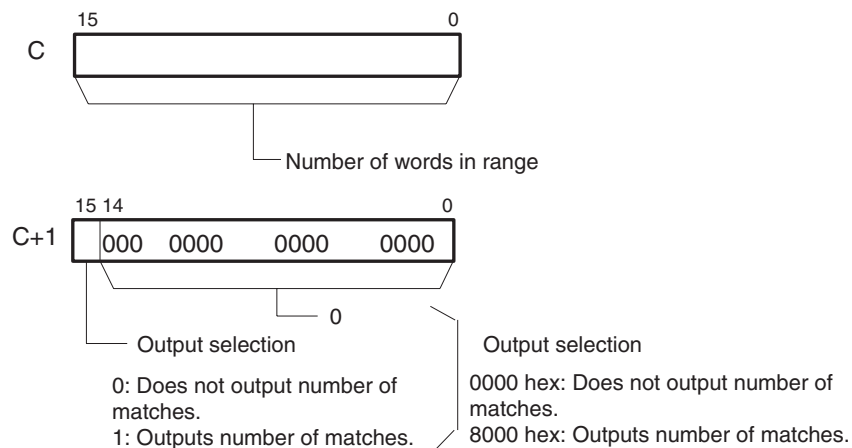 15 0
C
Number of words in range
15 14 0
C+1 000 0000 0000 0000
0
Output selection
0: Does not output number of
matches.
1: Outputs number of matches.
Output selection
0000 hex: Does not output number of
matches.
8000 hex: Outputs number of matches.